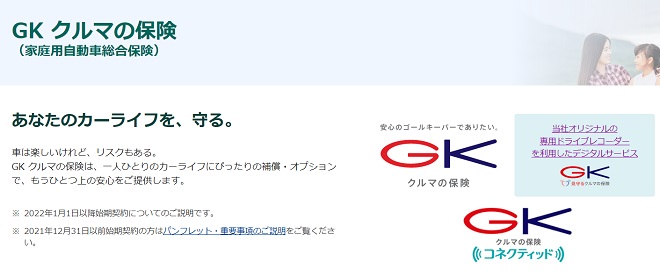 GK クルマの保険
（家庭用自動車総合保険）
あなたのカーライフを、守る。
車は楽しいけれど、リスクもある。
GK クルマの保険は、一人ひとりのカーライフにぴったりの補償・オプション
で、もうひとつ上の安心をご提供します。
※ 2022年1月1日以降始期契約についてのご説明です。
※ 2021年12月31日以前始期契約の方はパンフレット・重要事項のご説明をご覧くださ
い。
安心のゴールキーパーでありたい。
GK
クルマの保険
当社オリジナルの
専用ドライブレコーダー
を利用したデジタルサービス
GK
見守るクルマの保険
GK
クルマの保険
コネクティッド